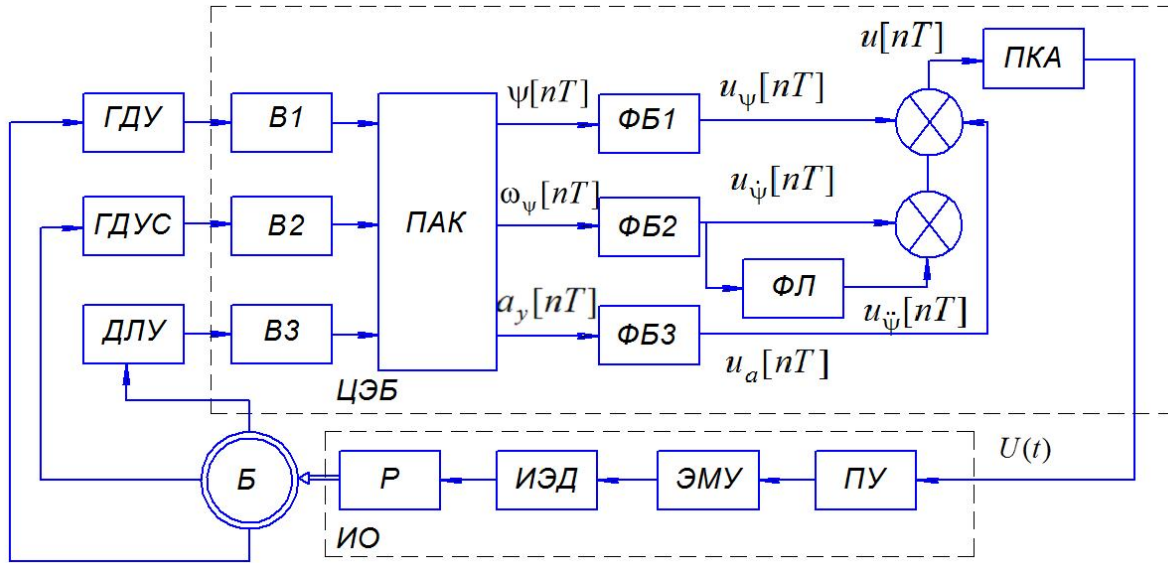 u[nT]
ПКА
ψ[nT]
u_ψ[nT]
ГДУ
В1
ФБ1
ω_ψ[nT]
u_ψ̇[nT]
ГДУС
В2
ПАК
ФБ2
ФЛ
a_y[nT]
u_ψ̈[nT]
ДЛУ
В3
ФБ3
u_a[nT]
ЦЭБ
U(t)
Б
Р
ИЭД
ЭМУ
ПУ
ИО